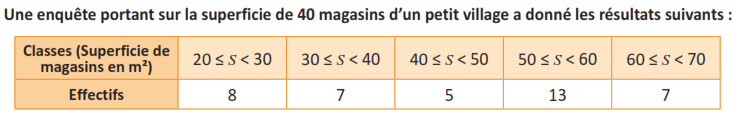 Une enquête portant sur la superficie de 40 magasins d’un petit village a donné les résultats suivants :
Classes (Superficie de magasins en m²) 20 ≤ S < 30 30 ≤ S < 40 40 ≤ S < 50 50 ≤ S < 60 60 ≤ S < 70
Effectifs 8 7 5 13 7